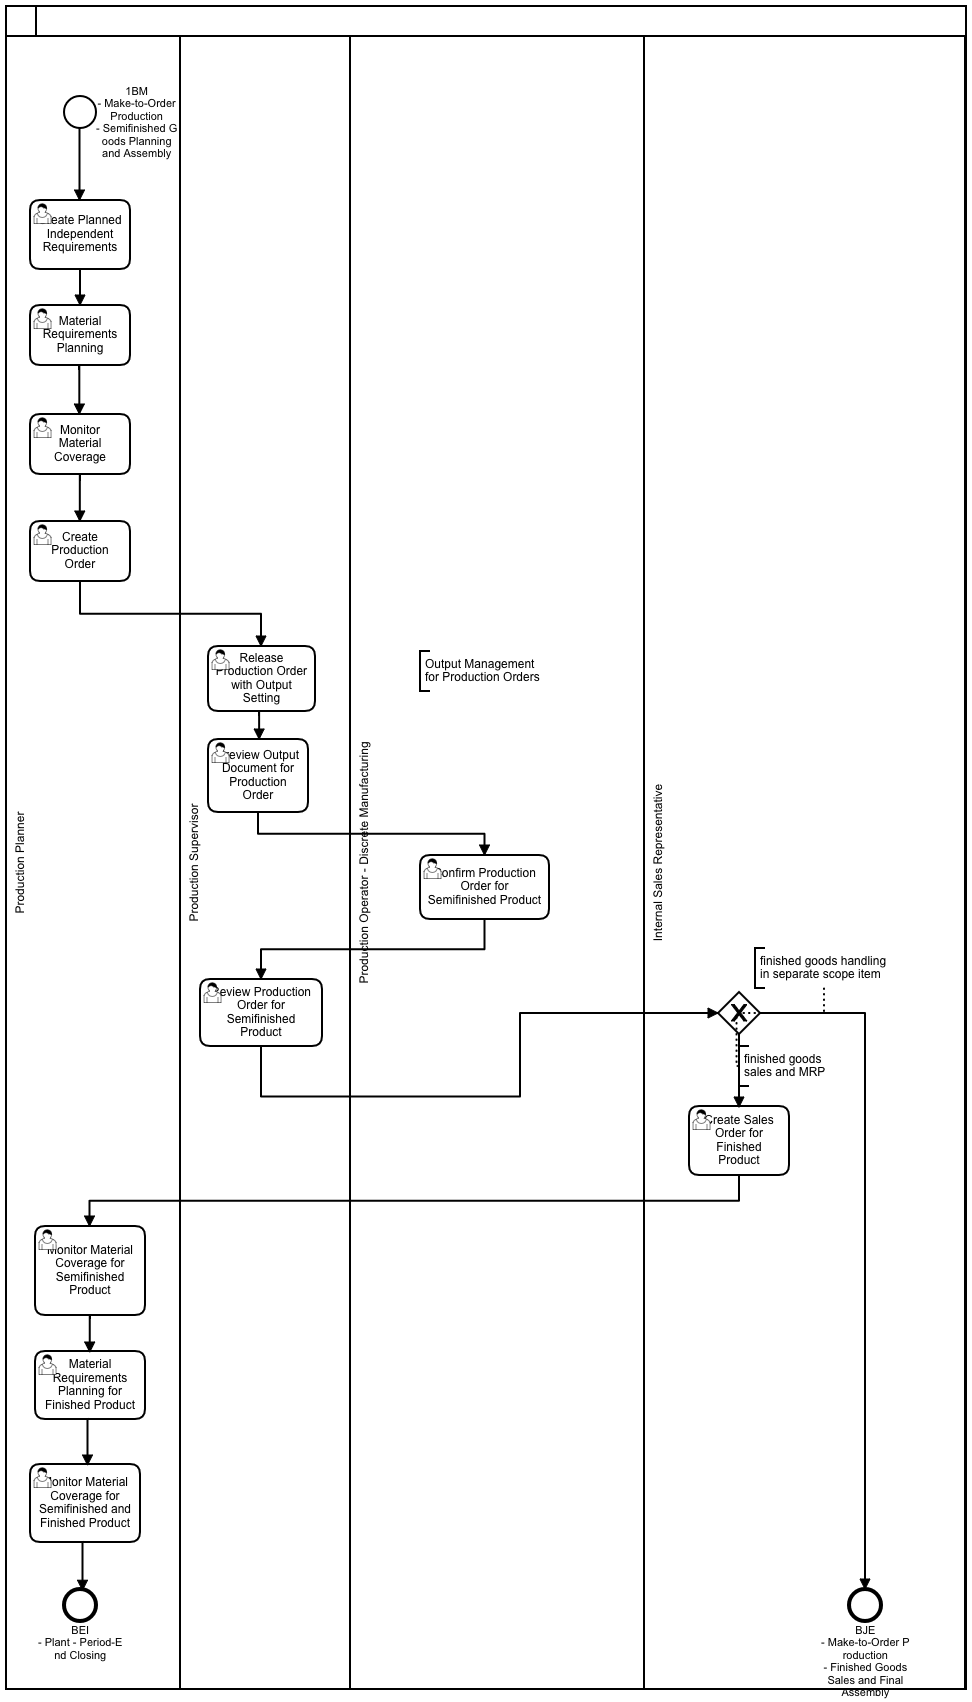 1BM
- Make-to-Order
Production
- Semifinished G
oods Planning
and Assembly
eate Planned
Independent
Requirements
Material
Requirements
Planning
Monitor
Material
Coverage
Create
Production
Order
Release
Production Order
with Output
Setting
Output Management
for Production Orders
eview Output
Document for
Production
Order
Production Planner
Production Supervisor
Production Operator - Discrete Manufacturing
Internal Sales Representative
onfirm Production
Order for
Semifinished Product
finished goods handling
in separate scope item
eview Production
Order for
Semifinished
Product
X
finished goods
sales and MRP
Create Sales
Order for
Finished
Product
Monitor Material
Coverage for
Semifinished
Product
Material
Requirements
Planning for
Finished Product
onitor Material
Coverage for
Semifinished and
Finished Product
BEI
- Plant - Period-E
nd Closing
BJE
- Make-to-Order P
roduction
- Finished Goods
Sales and Final
Assembly